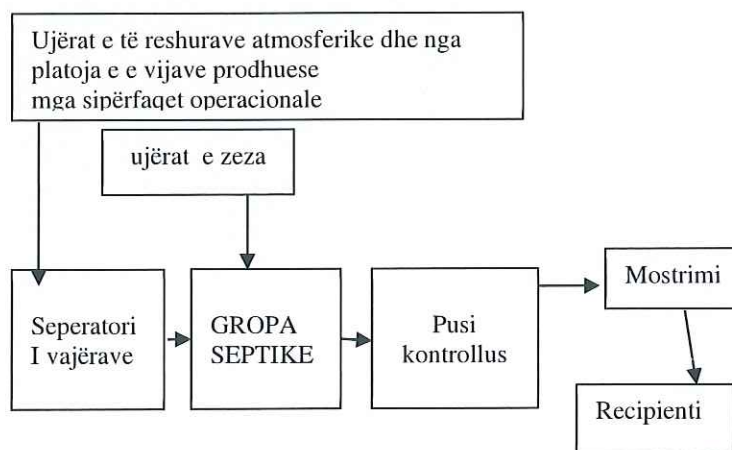 Ujërat e të reshurave atmosferike dhe nga
platoja e e vijave prodhuese
mga sipërfaqet operacionale
ujërat e zeza
Seperatori
I vajërave
GROPA
SEPTIKE
Pusi
kontrollus
Mostrimi
Recipienti